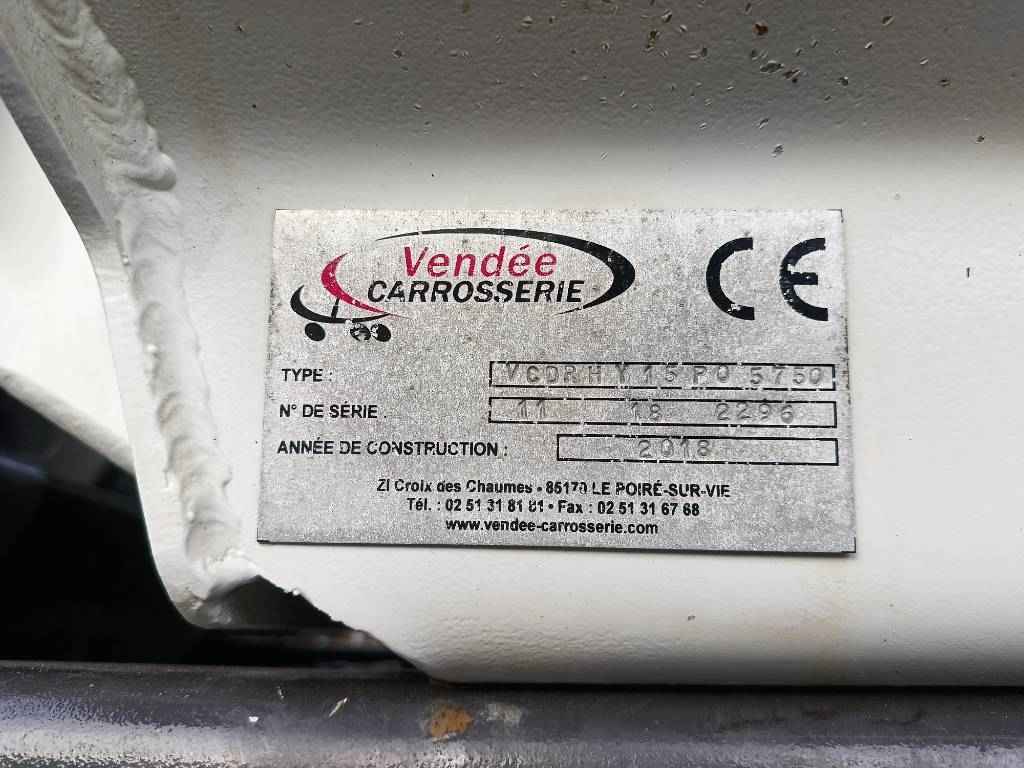 Vendée
CARROSSERIE
CE
TYPE : VCDRHY15PO5750
N° DE SÉRIE : 11 18 2296
ANNÉE DE CONSTRUCTION : 2018
ZI Croix des Chaumes - 85170 LE POIRÉ-SUR-VIE
Tél. : 02 51 31 81 81 • Fax : 02 51 31 67 68
www.vendee-carrosserie.com